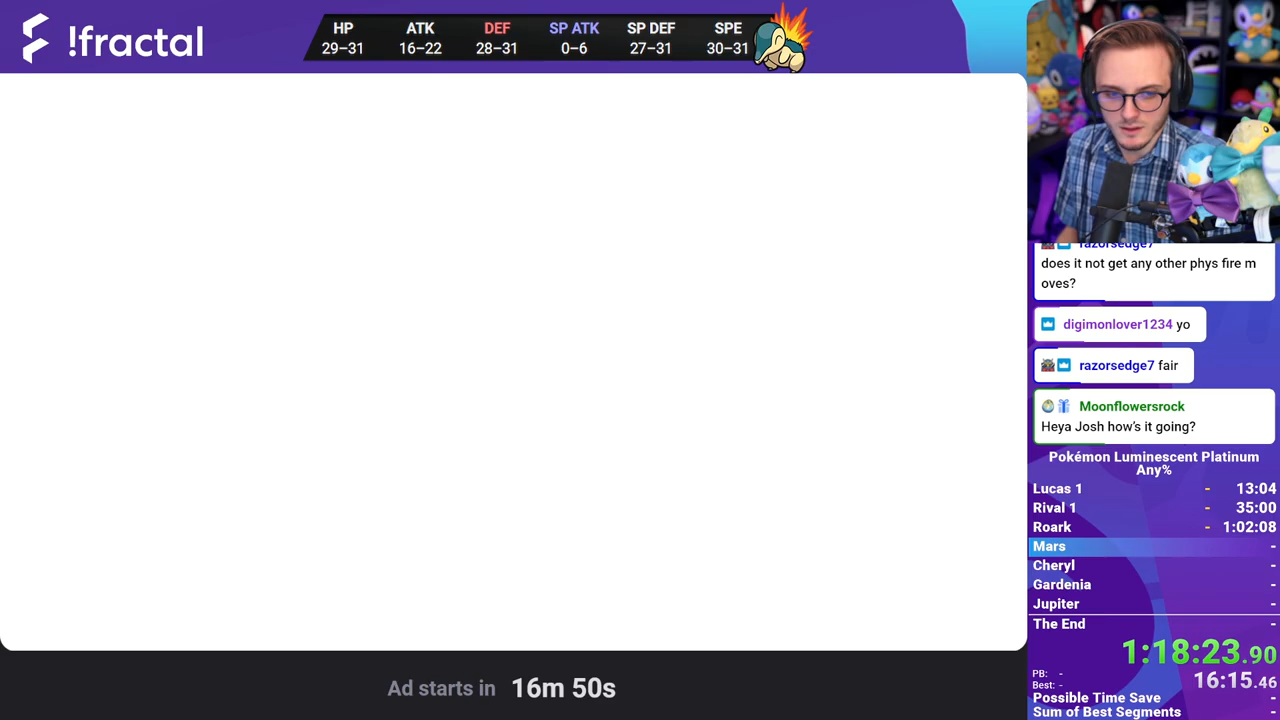 !fractal
HP ATK DEF SP ATK SP DEF SPE
29–31 16–22 28–31 0–6 27–31 30–31
razorsedge7
does it not get any other phys fire m
oves?
digimonlover1234 yo
razorsedge7 fair
Moonflowersrock
Heya Josh how's it going?
Pokémon Luminescent Platinum
Any%
Lucas 1 - 13:04
Rival 1 - 35:00
Roark - 1:02:08
Mars -
Cheryl -
Gardenia -
Jupiter -
The End -
1:18:23.90
PB: -
Best: -
16:15.46
Possible Time Save -
Sum of Best Segments -
Ad starts in 16m 50s